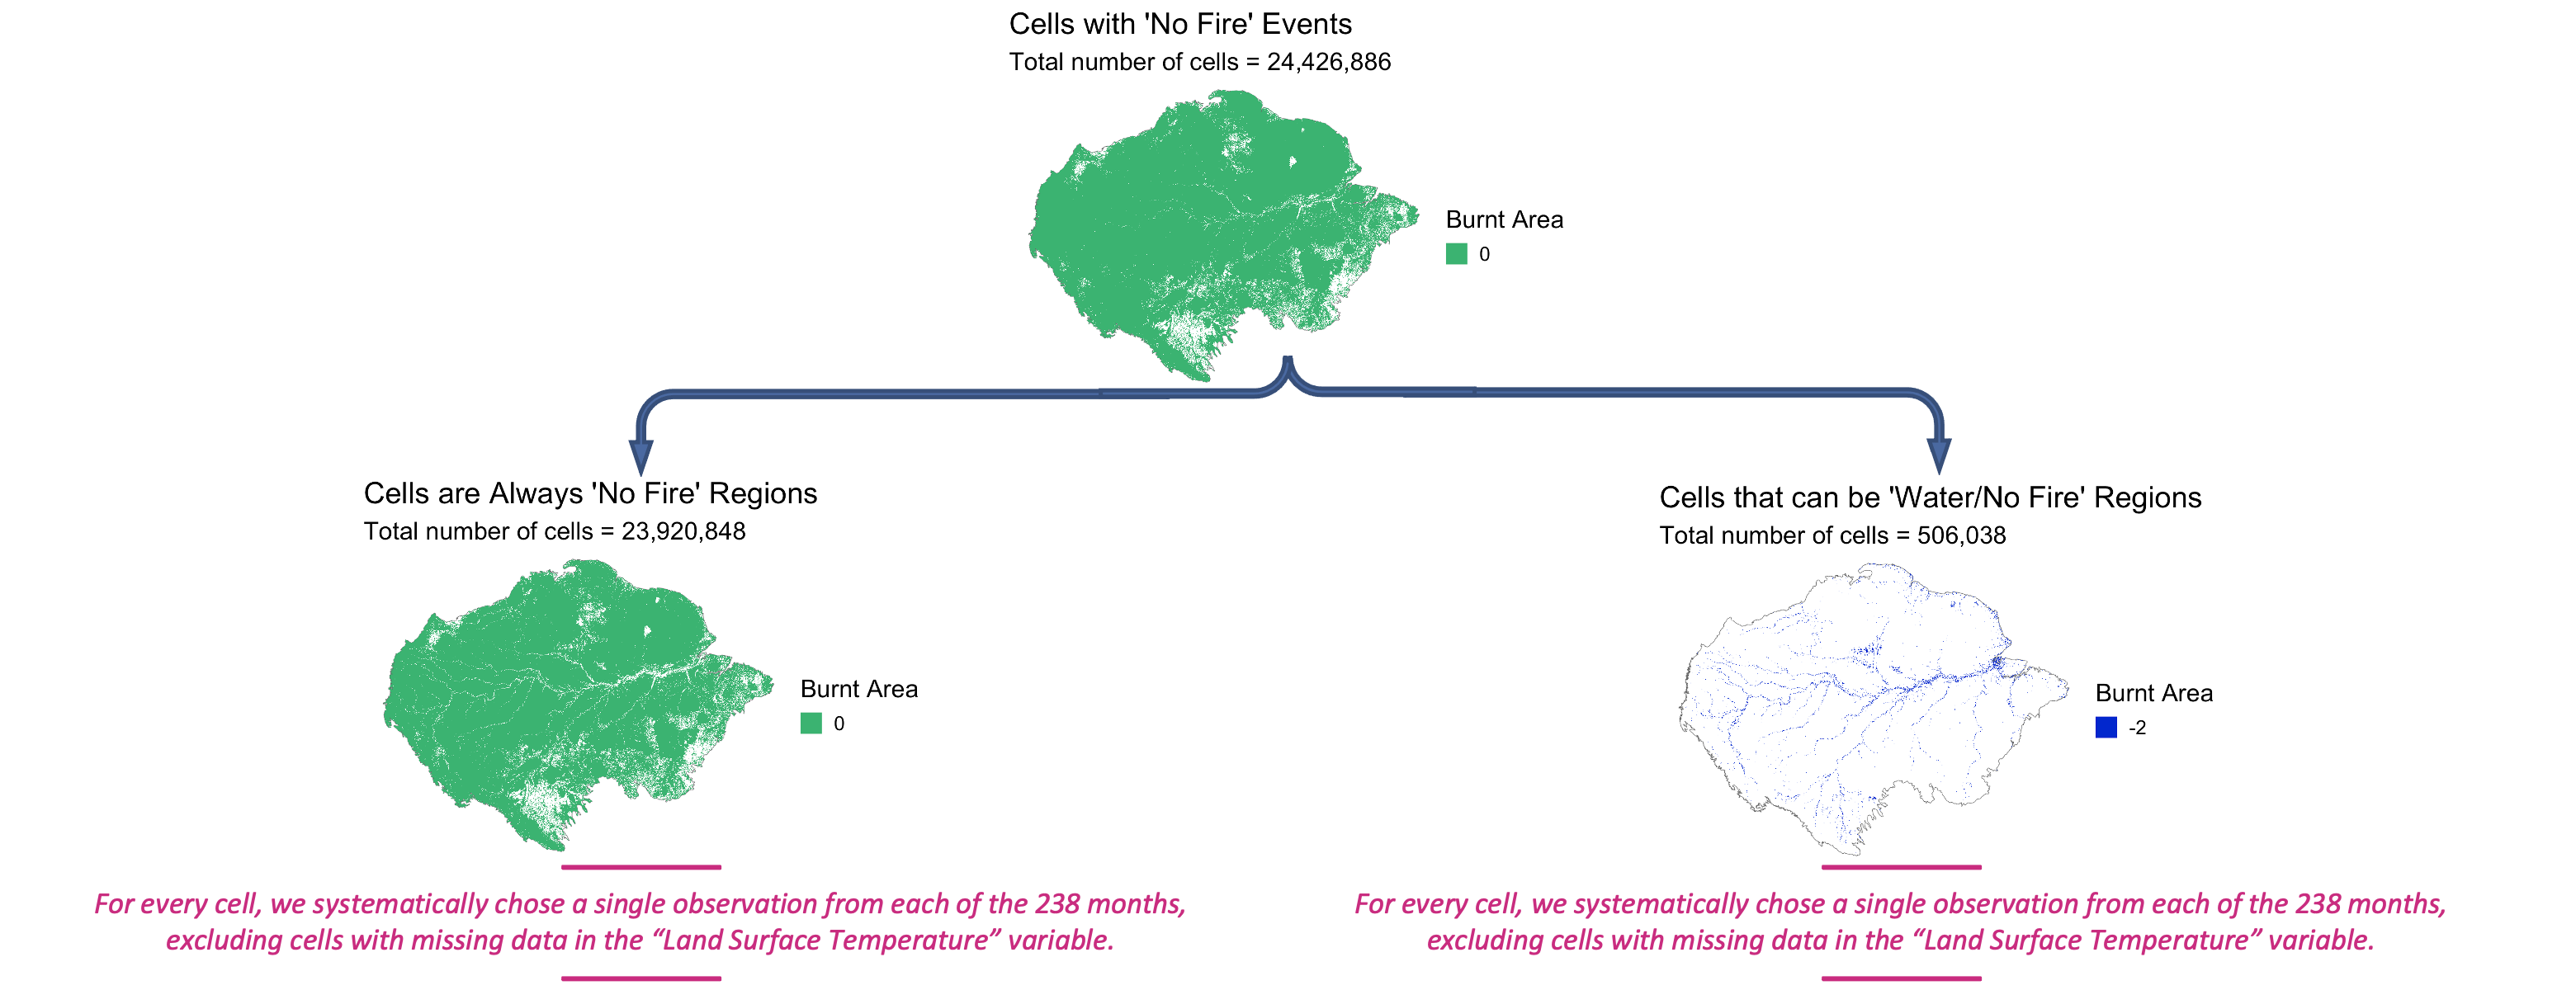 Cells with 'No Fire' Events
Total number of cells = 24,426,886
Burnt Area
0
Cells are Always 'No Fire' Regions
Total number of cells = 23,920,848
Burnt Area
0
For every cell, we systematically chose a single observation from each of the 238 months,
excluding cells with missing data in the “Land Surface Temperature” variable.
Cells that can be 'Water/No Fire' Regions
Total number of cells = 506,038
Burnt Area
-2
For every cell, we systematically chose a single observation from each of the 238 months,
excluding cells with missing data in the “Land Surface Temperature” variable.